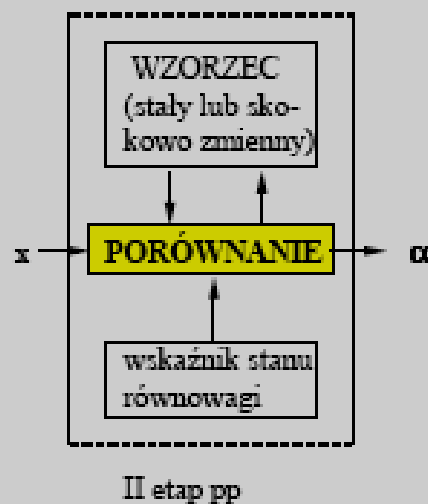 WZORZEC
(stały lub sko-
kowo zmienny)
x
PORÓWNANIE
α
wskaźnik stanu
równowagi
II etap pp